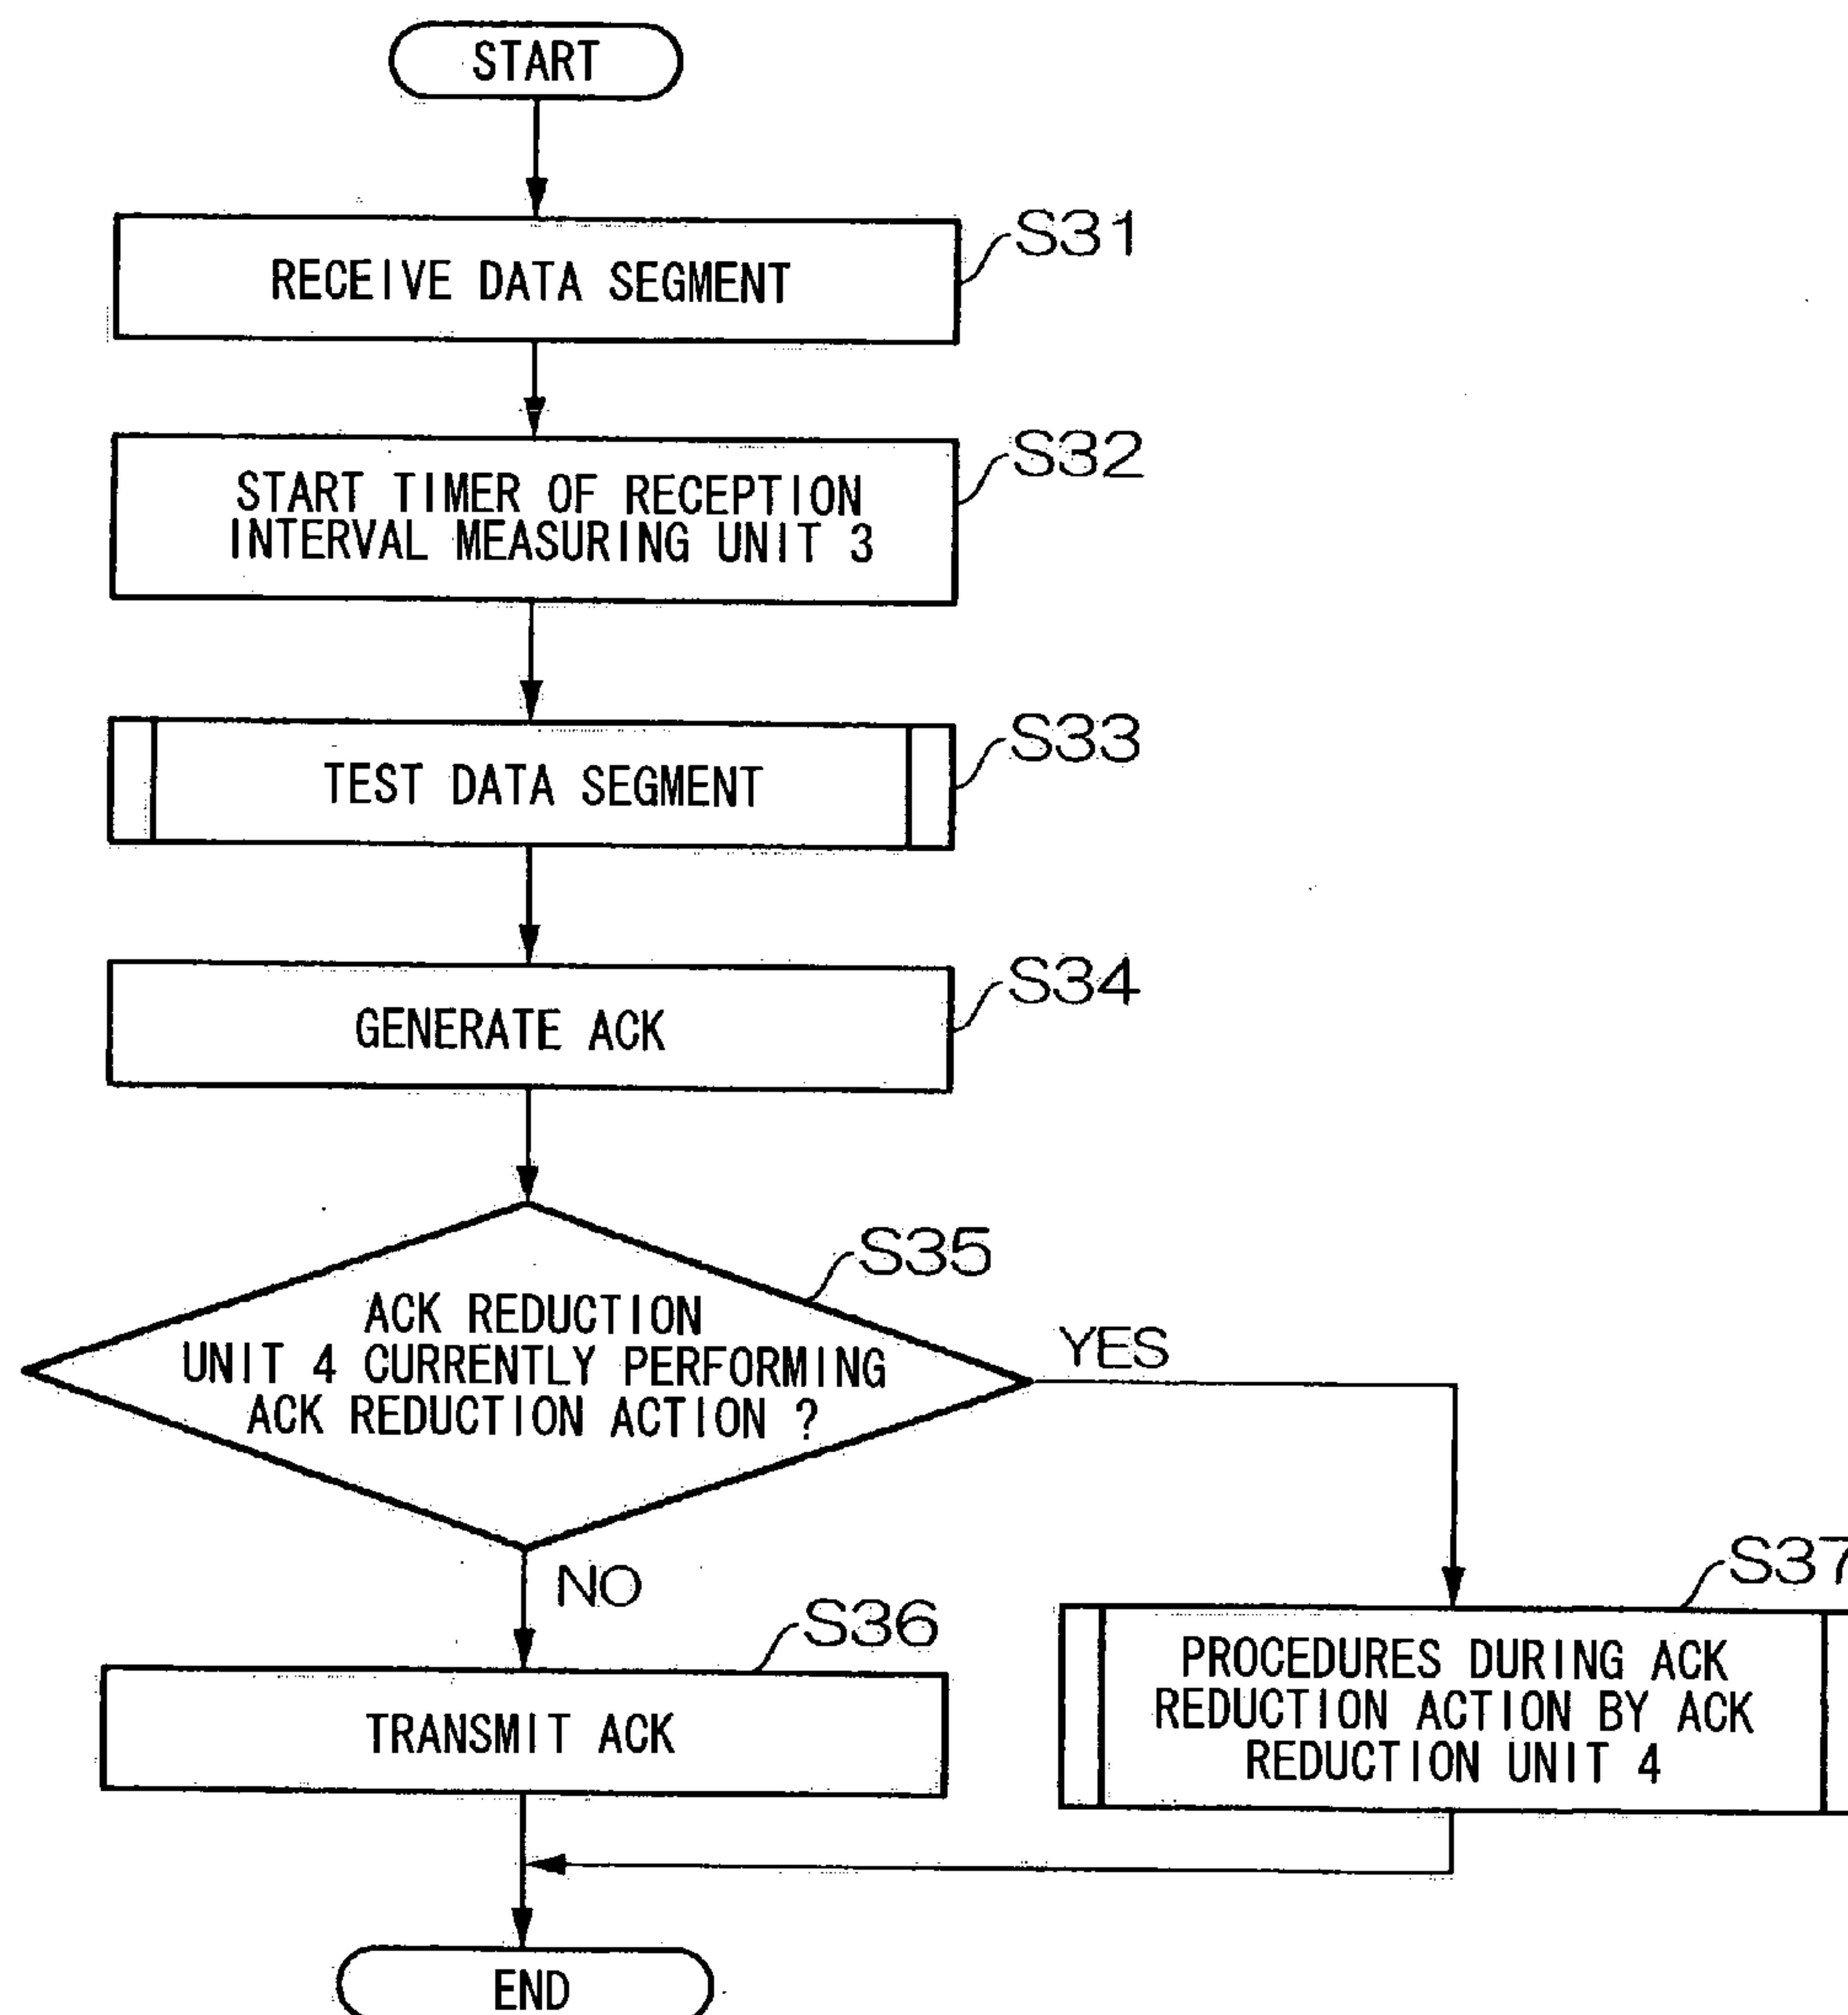 START
RECEIVE DATA SEGMENT
S31
START TIMER OF RECEPTION
INTERVAL MEASURING UNIT 3
S32
TEST DATA SEGMENT
S33
GENERATE ACK
S34
ACK REDUCTION
UNIT 4 CURRENTLY PERFORMING
ACK REDUCTION ACTION ?
S35
YES
NO
TRANSMIT ACK
S36
PROCEDURES DURING ACK
REDUCTION ACTION BY ACK
REDUCTION UNIT 4
S37
END